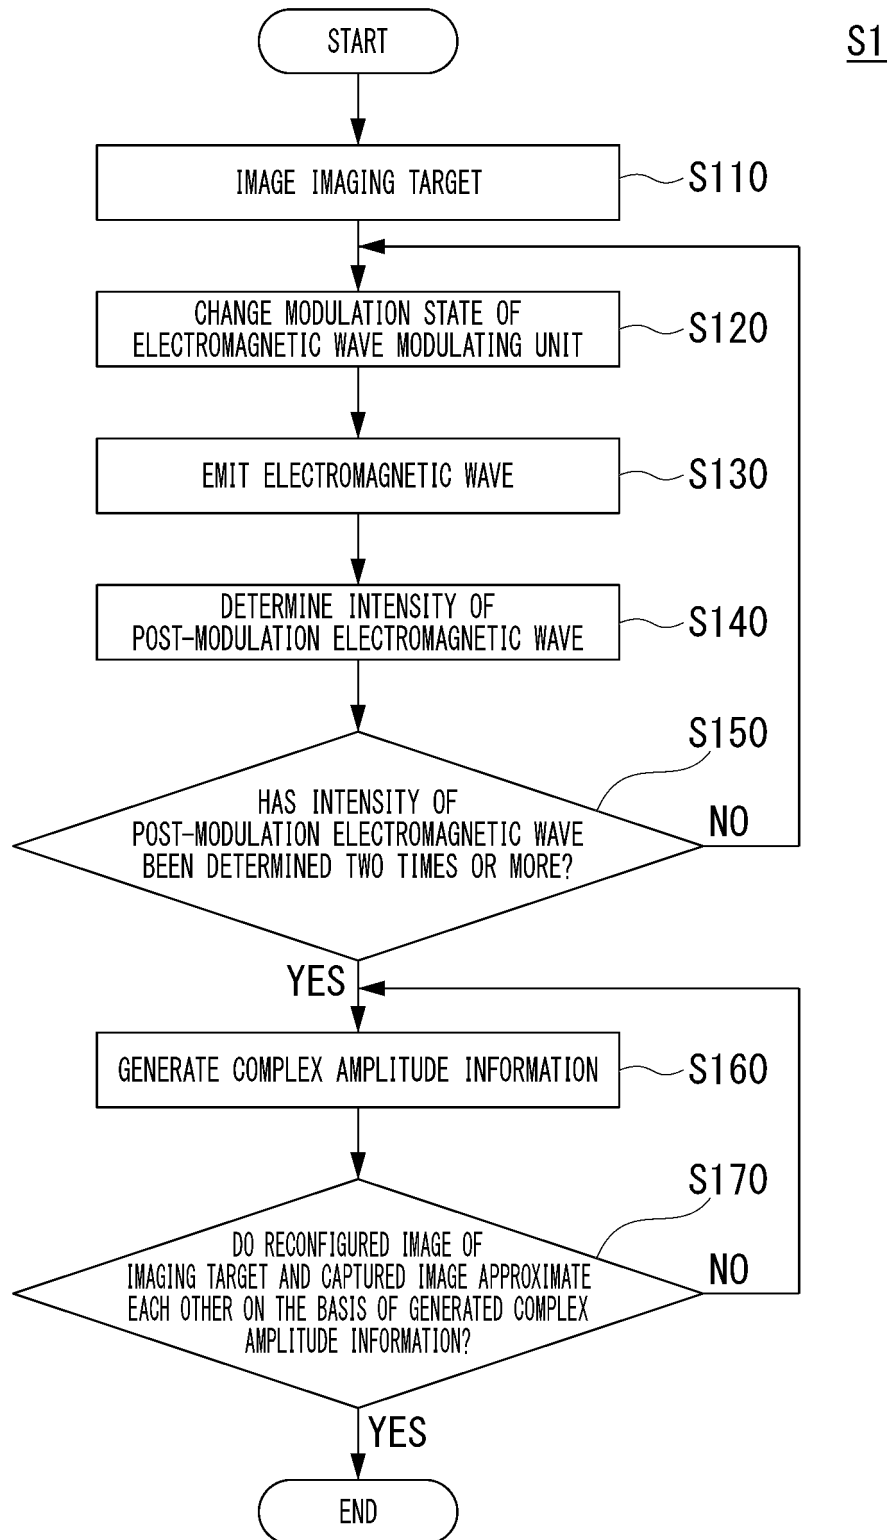 START
S1
IMAGE IMAGING TARGET
S110
CHANGE MODULATION STATE OF
ELECTROMAGNETIC WAVE MODULATING UNIT
S120
EMIT ELECTROMAGNETIC WAVE
S130
DETERMINE INTENSITY OF
POST-MODULATION ELECTROMAGNETIC WAVE
S140
S150
HAS INTENSITY OF
POST-MODULATION ELECTROMAGNETIC WAVE
BEEN DETERMINED TWO TIMES OR MORE?
NO
YES
GENERATE COMPLEX AMPLITUDE INFORMATION
S160
S170
DO RECONFIGURED IMAGE OF
IMAGING TARGET AND CAPTURED IMAGE APPROXIMATE
EACH OTHER ON THE BASIS OF GENERATED COMPLEX
AMPLITUDE INFORMATION?
NO
YES
END